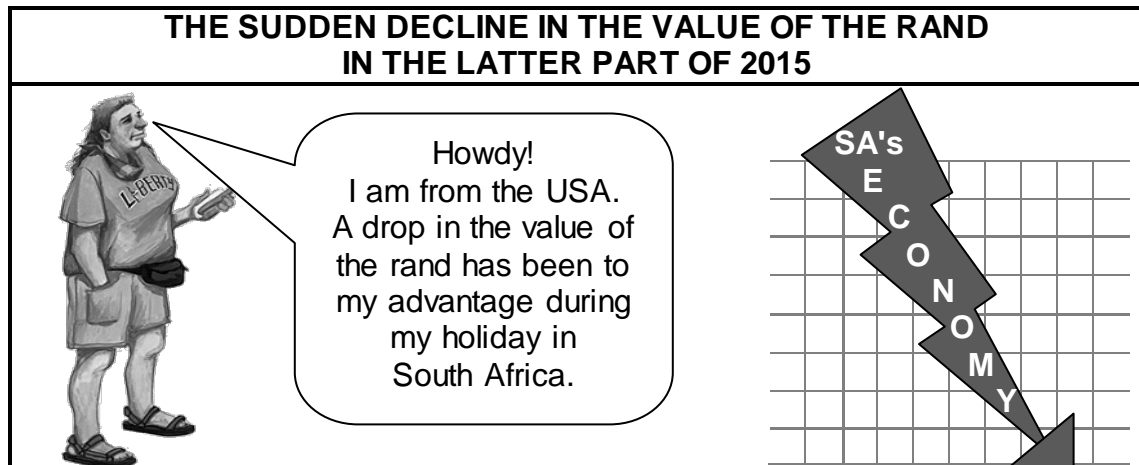 THE SUDDEN DECLINE IN THE VALUE OF THE RAND
IN THE LATTER PART OF 2015
Howdy!
I am from the USA.
A drop in the value of
the rand has been to
my advantage during
my holiday in
South Africa.
LIBERTY
SA's
E
C
O
N
O
M
Y